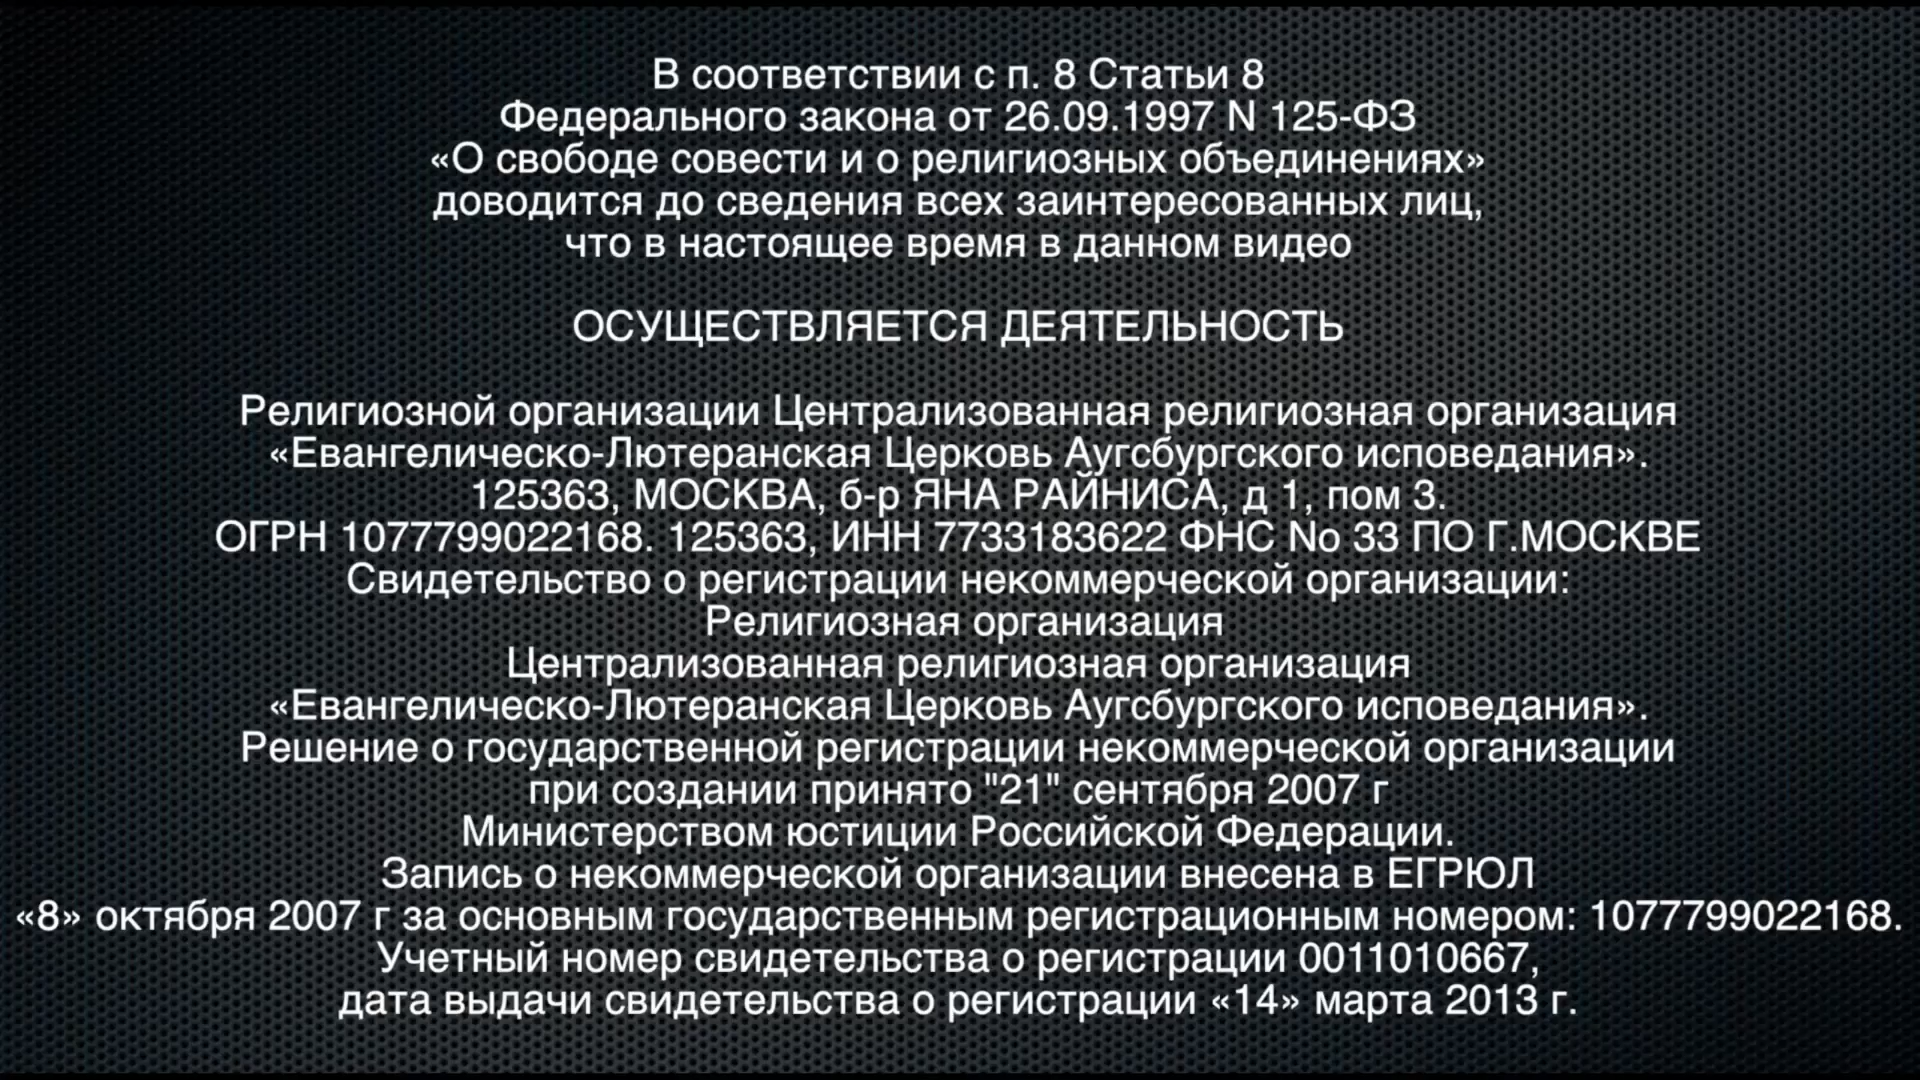 В соответствии с п. 8 Статьи 8
Федерального закона от 26.09.1997 N 125-ФЗ
«О свободе совести и о религиозных объединениях»
доводится до сведения всех заинтересованных лиц,
что в настоящее время в данном видео
ОСУЩЕСТВЛЯЕТСЯ ДЕЯТЕЛЬНОСТЬ
Религиозной организации Централизованная религиозная организация
«Евангелическо-Лютеранская Церковь Аугсбургского исповедания».
125363, МОСКВА, б-р ЯНА РАЙНИСА, д 1, пом 3.
ОГРН 1077799022168. 125363, ИНН 7733183622 ФНС No 33 ПО Г.МОСКВЕ
Свидетельство о регистрации некоммерческой организации:
Религиозная организация
Централизованная религиозная организация
«Евангелическо-Лютеранская Церковь Аугсбургского исповедания».
Решение о государственной регистрации некоммерческой организации
при создании принято "21" сентября 2007 г
Министерством юстиции Российской Федерации.
Запись о некоммерческой организации внесена в ЕГРЮЛ
«8» октября 2007 г за основным государственным регистрационным номером: 1077799022168.
Учетный номер свидетельства о регистрации 0011010667,
дата выдачи свидетельства о регистрации «14» марта 2013 г.